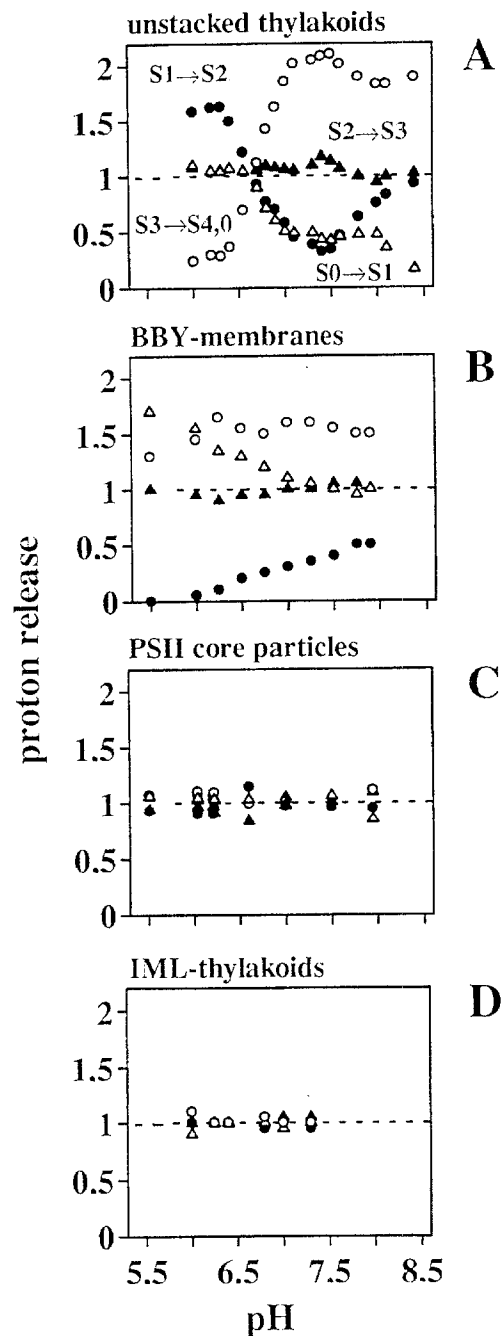 unstacked thylakoids
A
2
S1→S2
1.5
S2→S3
1
S3→S4,0
0.5
S0→S1
0
BBY-membranes
B
2
1.5
1
0.5
0
proton release
PSII core particles
C
2
1.5
1
0.5
0
IML-thylakoids
D
2
1.5
1
0.5
0
5.5 6.5 7.5 8.5
pH